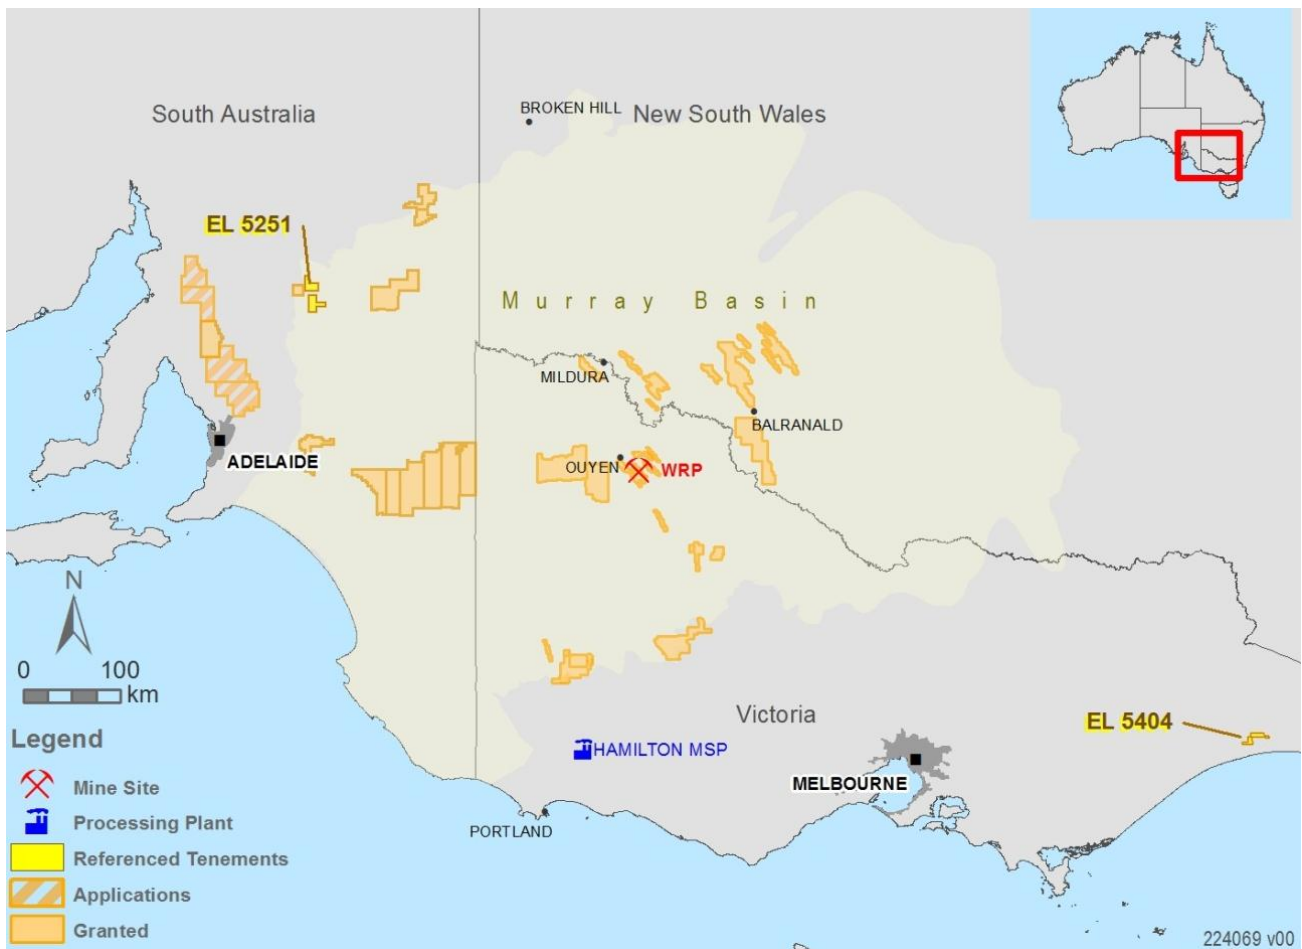 South Australia
BROKEN HILL
New South Wales
EL 5251
Murray Basin
MILDURA
BALRANALD
ADELAIDE
OUYEN
WRP
N
0 100
km
Victoria
EL 5404
HAMILTON MSP
MELBOURNE
PORTLAND
Legend
Mine Site
Processing Plant
Referenced Tenements
Applications
Granted
224069 v00